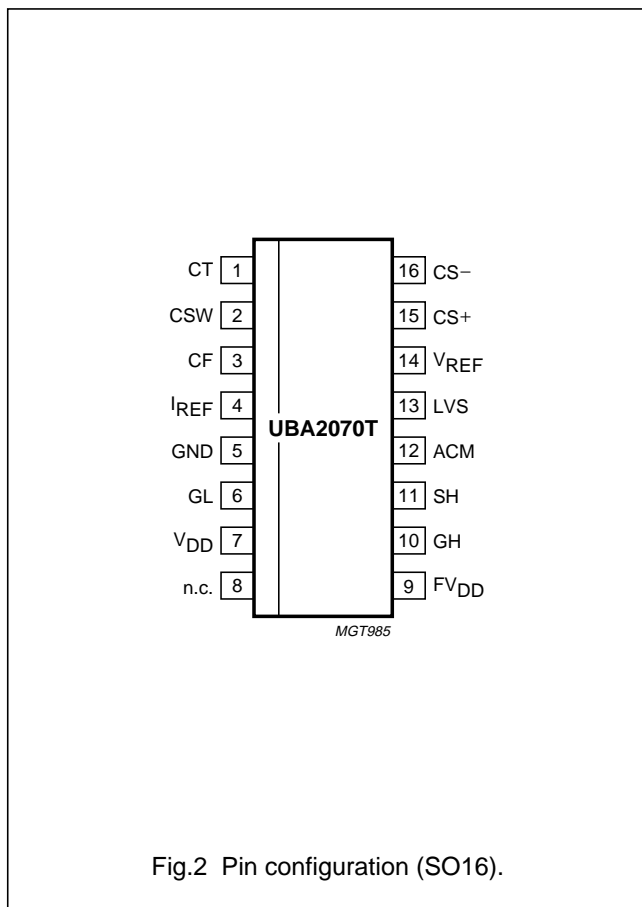 CT 1
CSW 2
CF 3
IREF 4
GND 5
GL 6
VDD 7
n.c. 8
UBA2070T
16 CS−
15 CS+
14 VREF
13 LVS
12 ACM
11 SH
10 GH
9 FVDD
MGT985
Fig.2 Pin configuration (SO16).